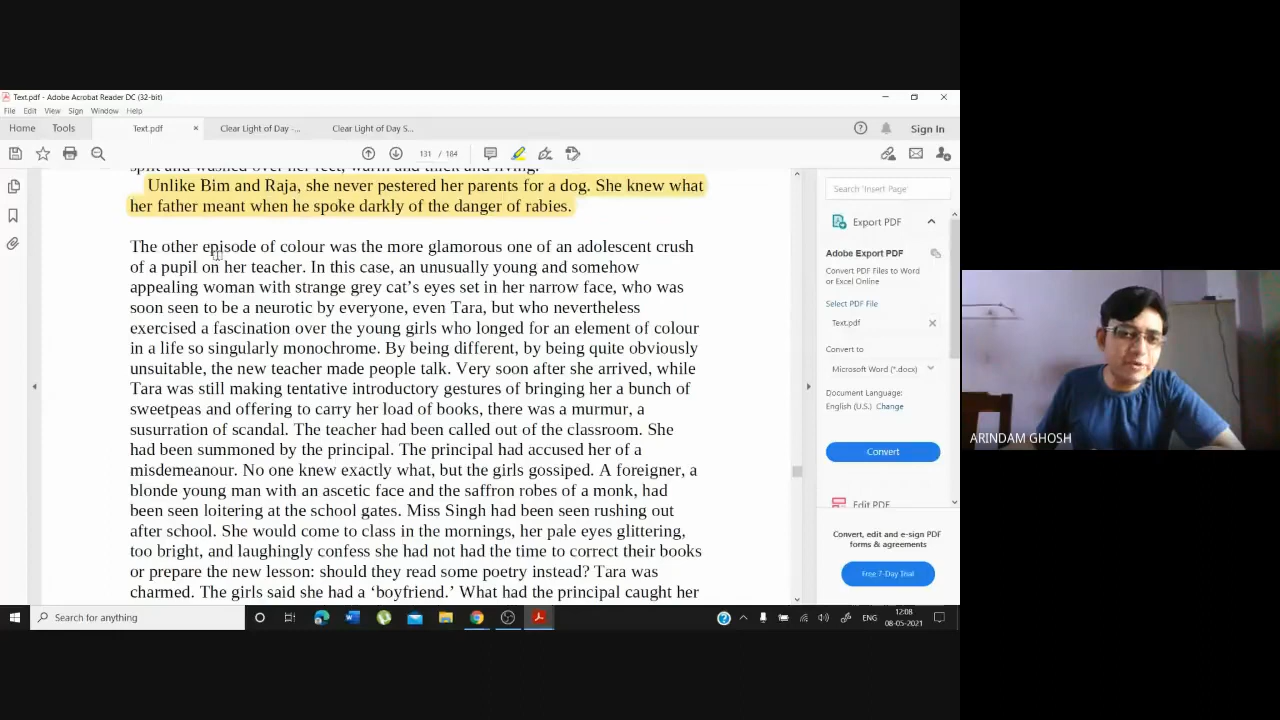 Text.pdf - Adobe Acrobat Reader DC (32-bit)
File Edit View Sign Window Help
Home Tools Text.pdf × Clear Light of Day -... Clear Light of Day S... Sign In
131 / 184
split and washed over her feet, warm and thick and living.
Unlike Bim and Raja, she never pestered her parents for a dog. She knew what
her father meant when he spoke darkly of the danger of rabies.
The other episode of colour was the more glamorous one of an adolescent crush
of a pupil on her teacher. In this case, an unusually young and somehow
appealing woman with strange grey cat's eyes set in her narrow face, who was
soon seen to be a neurotic by everyone, even Tara, but who nevertheless
exercised a fascination over the young girls who longed for an element of colour
in a life so singularly monochrome. By being different, by being quite obviously
unsuitable, the new teacher made people talk. Very soon after she arrived, while
Tara was still making tentative introductory gestures of bringing her a bunch of
sweetpeas and offering to carry her load of books, there was a murmur, a
susurration of scandal. The teacher had been called out of the classroom. She
had been summoned by the principal. The principal had accused her of a
misdemeanour. No one knew exactly what, but the girls gossiped. A foreigner, a
blonde young man with an ascetic face and the saffron robes of a monk, had
been seen loitering at the school gates. Miss Singh had been seen rushing out
after school. She would come to class in the mornings, her pale eyes glittering,
too bright, and laughingly confess she had not had the time to correct their books
or prepare the new lesson: should they read some poetry instead? Tara was
charmed. The girls said she had a 'boyfriend.' What had the principal caught her
Search 'Insert Page'
Export PDF
Adobe Export PDF
Convert PDF Files to Word
or Excel Online
Select PDF File
Text.pdf
Convert to
Microsoft Word (*.docx)
Document Language:
English (U.S.) Change
Convert
Edit PDF
Convert, edit and e-sign PDF
forms & agreements
Free 7-Day Trial
ARINDAM GHOSH
Search for anything
ENG
12:08
08-05-2021